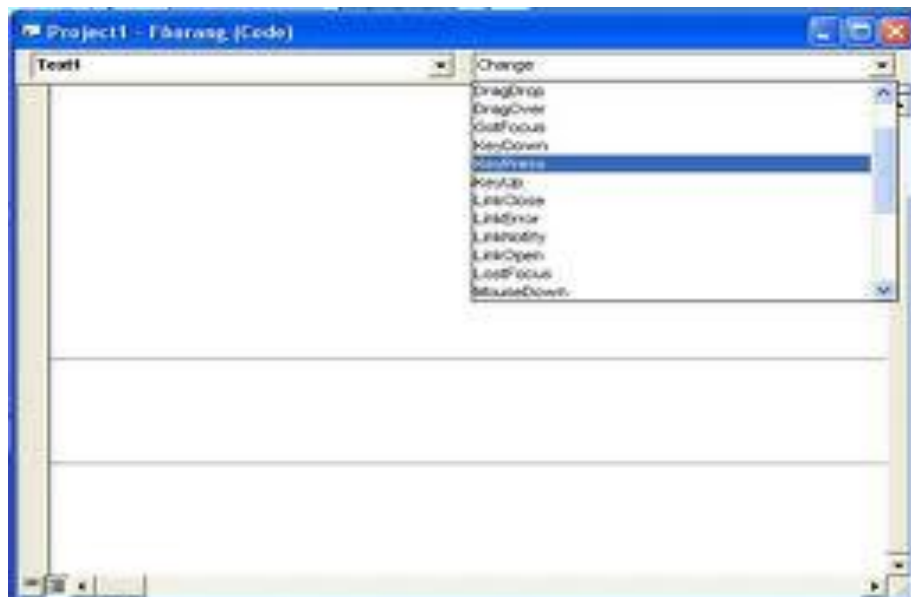 Project1 - Fbarang (Code)
Text1
Change
DragDrop
DragOver
GotFocus
KeyDown
KeyPress
KeyUp
LinkClose
LinkError
LinkNotify
LinkOpen
LostFocus
MouseDown